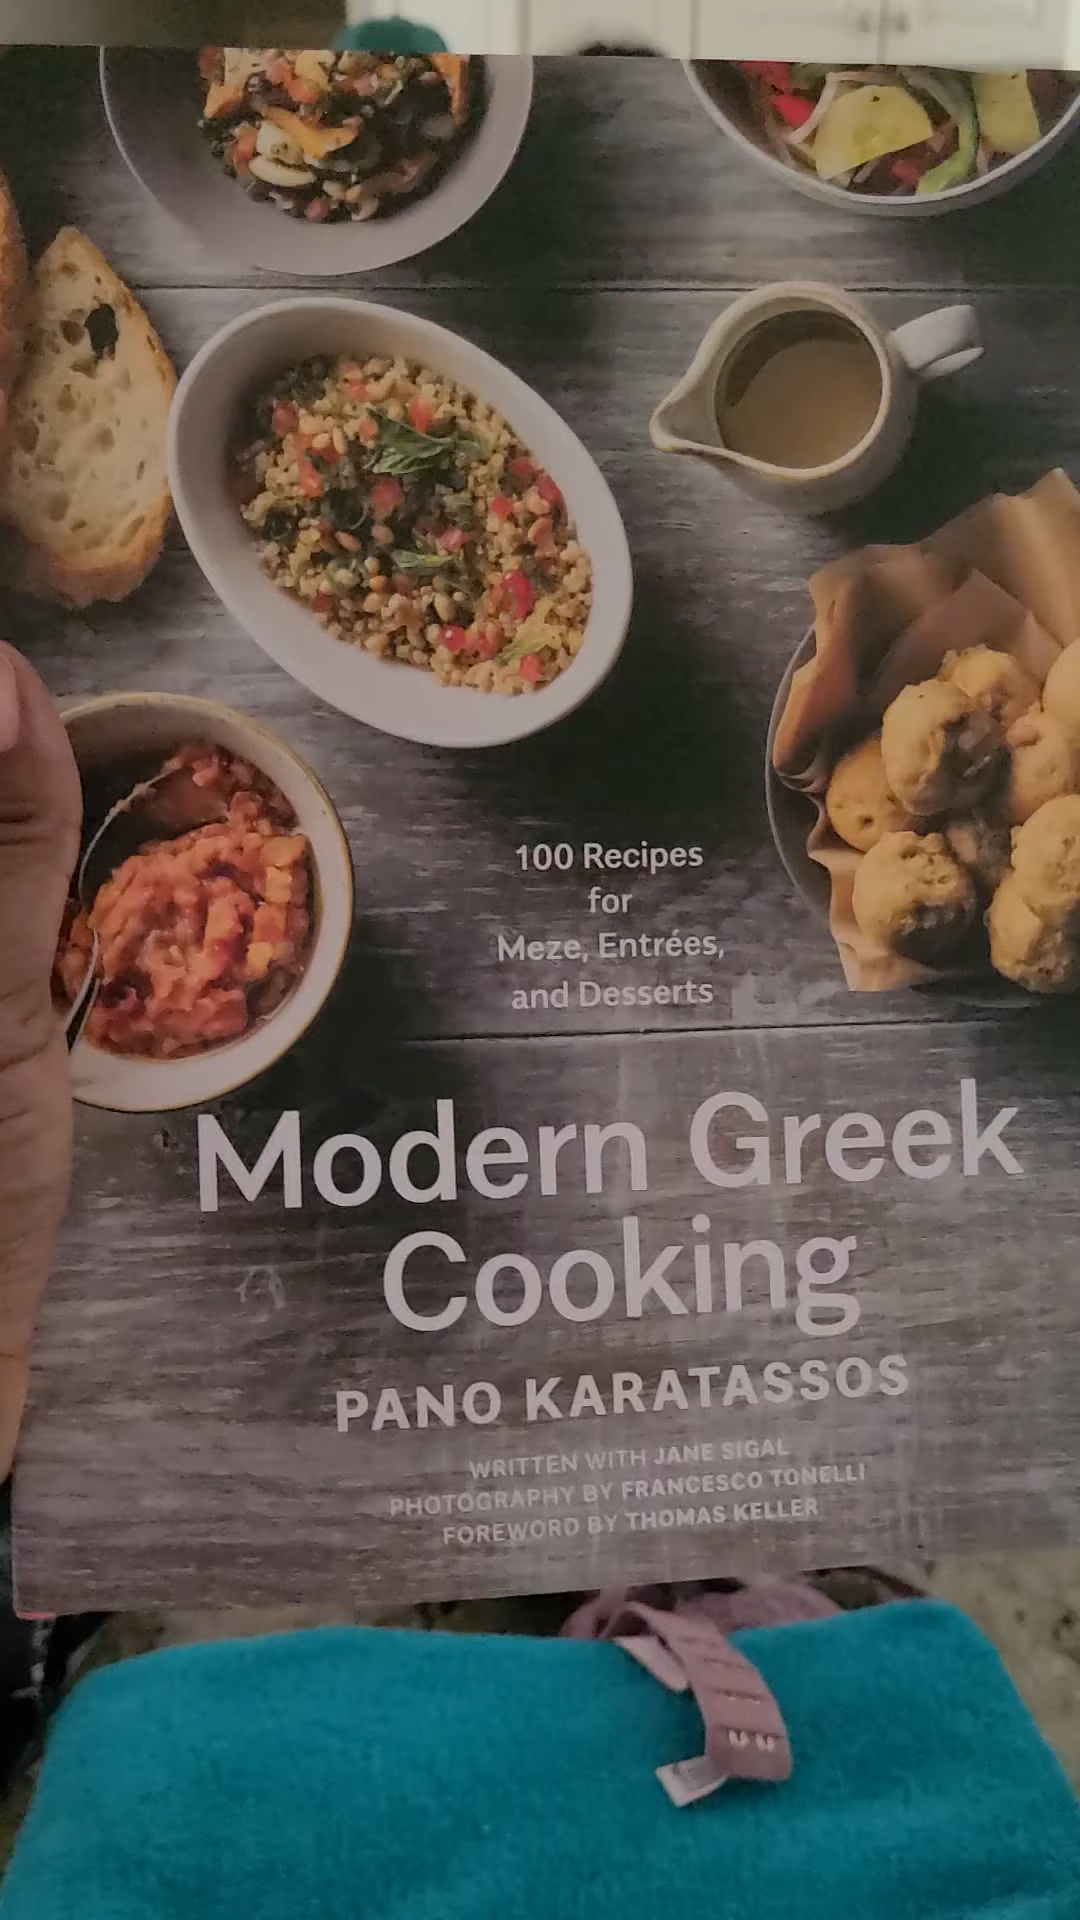 100 Recipes
for
Meze, Entrées,
and Desserts
Modern Greek
Cooking
PANO KARATASSOS
WRITTEN WITH JANE SIGAL
PHOTOGRAPHY BY FRANCESCO TONELLI
FOREWORD BY THOMAS KELLER